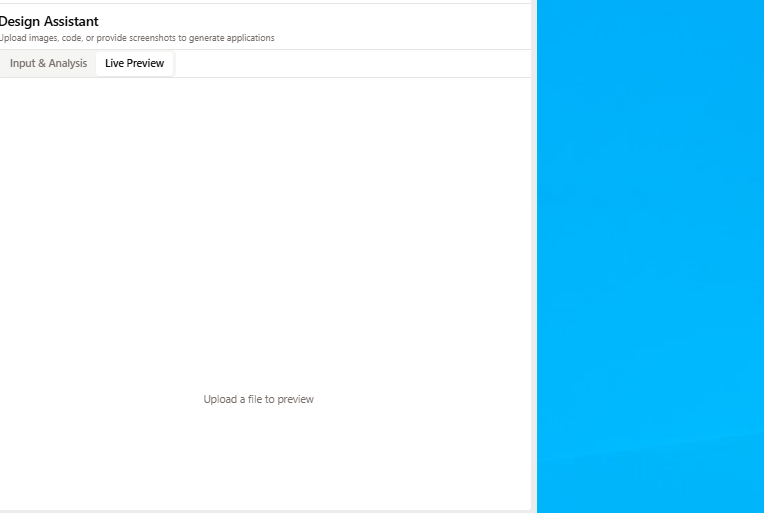 Design Assistant
Upload images, code, or provide screenshots to generate applications
Input & Analysis Live Preview
Upload a file to preview